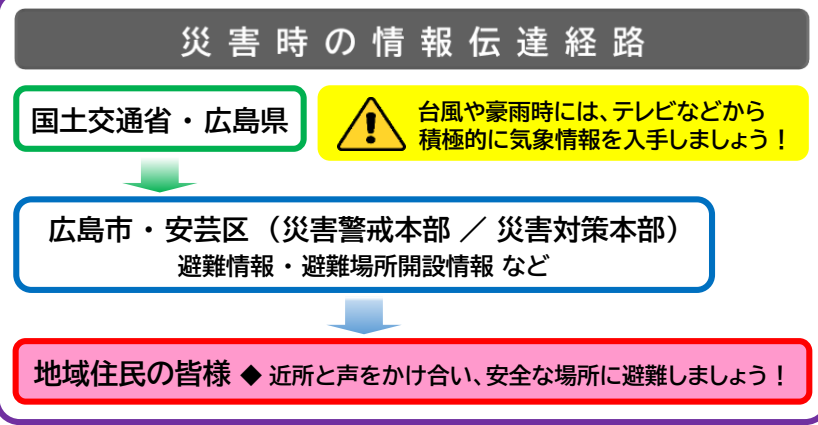 災害時の情報伝達経路
国土交通省・広島県
台風や豪雨時には、テレビなどから
積極的に気象情報を入手しましょう！
広島市・安芸区（災害警戒本部 ／ 災害対策本部）
避難情報・避難場所開設情報 など
地域住民の皆様 ◆ 近所と声をかけ合い、安全な場所に避難しましょう！